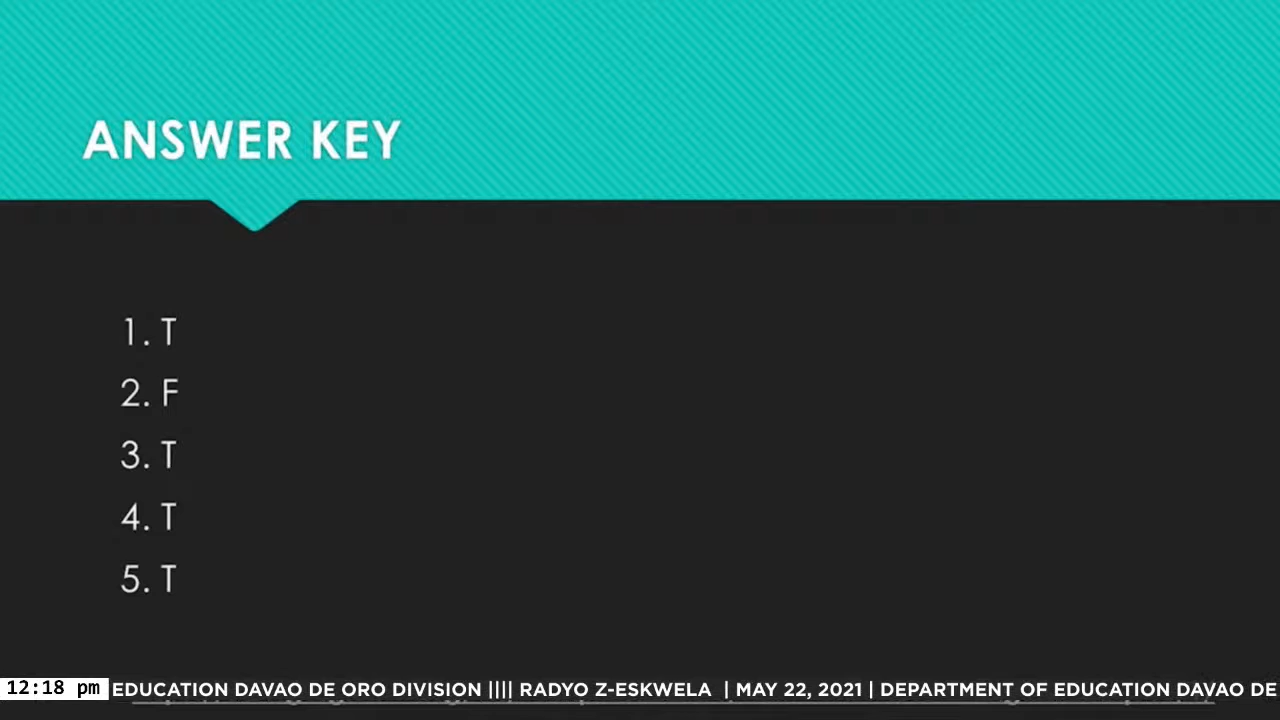 ANSWER KEY
1. T
2. F
3. T
4. T
5. T
12:18 pm EDUCATION DAVAO DE ORO DIVISION |||| RADYO Z-ESKWELA | MAY 22, 2021 | DEPARTMENT OF EDUCATION DAVAO DE